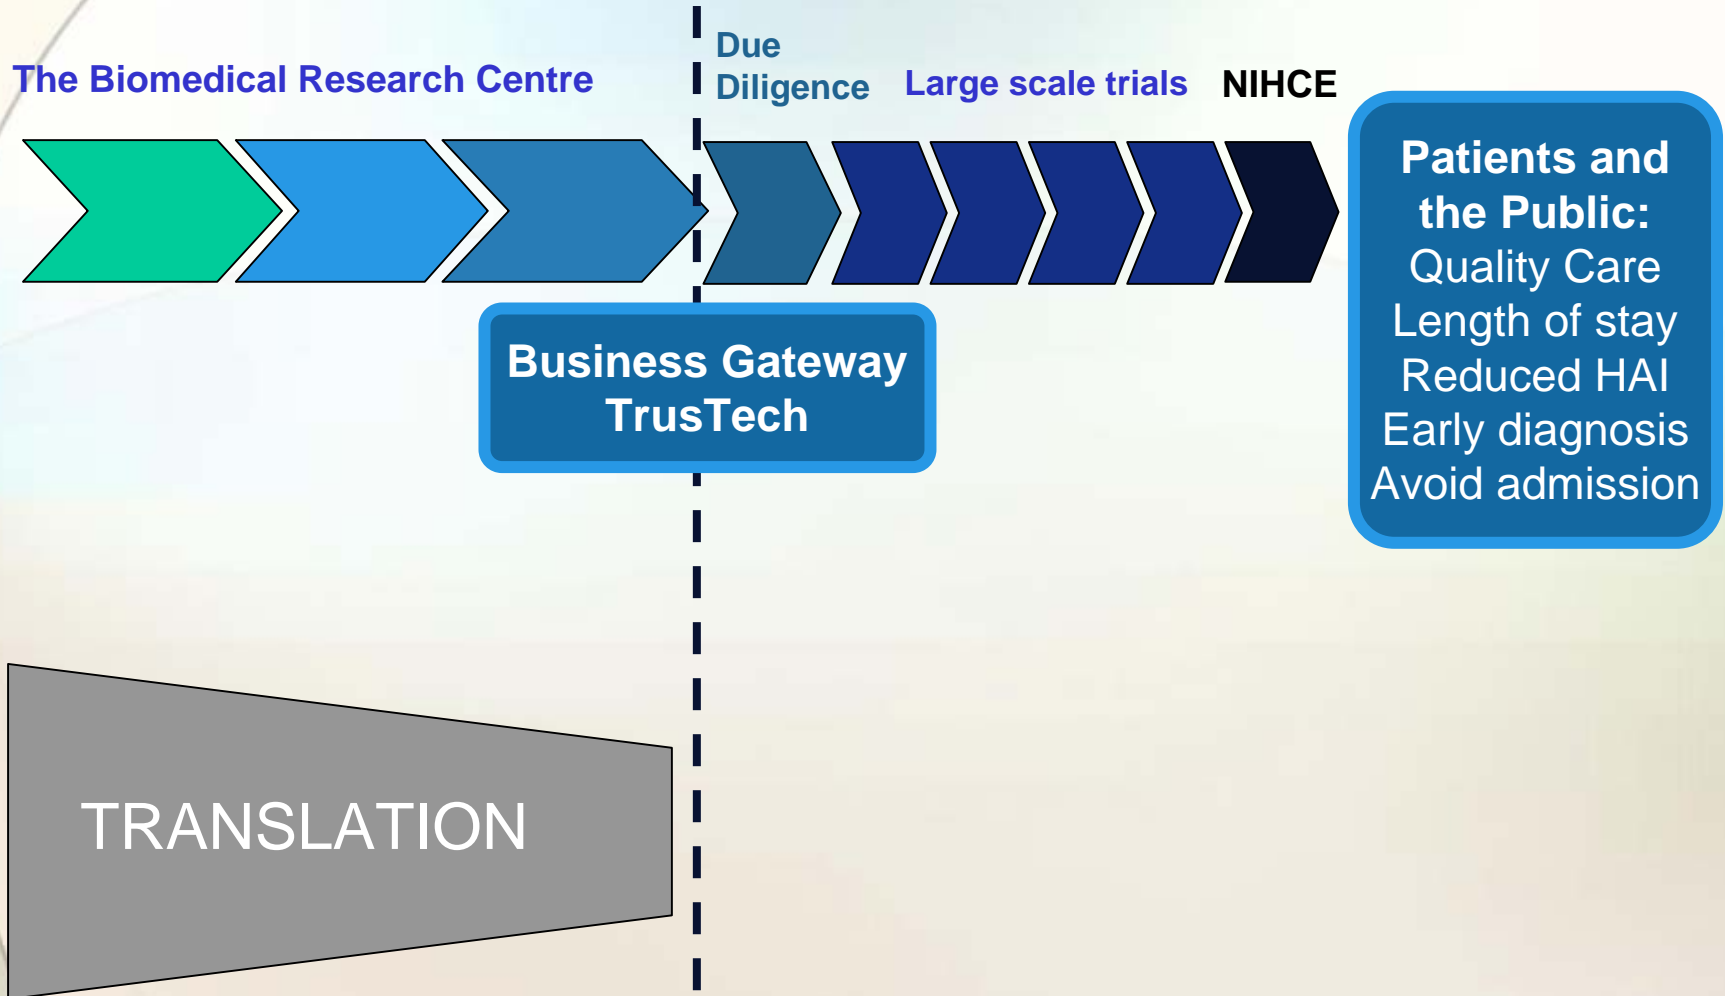 The Biomedical Research Centre
Due
Diligence
Large scale trials
NIHCE
Patients and
the Public:
Quality Care
Length of stay
Reduced HAI
Early diagnosis
Avoid admission
Business Gateway
TrusTech
TRANSLATION